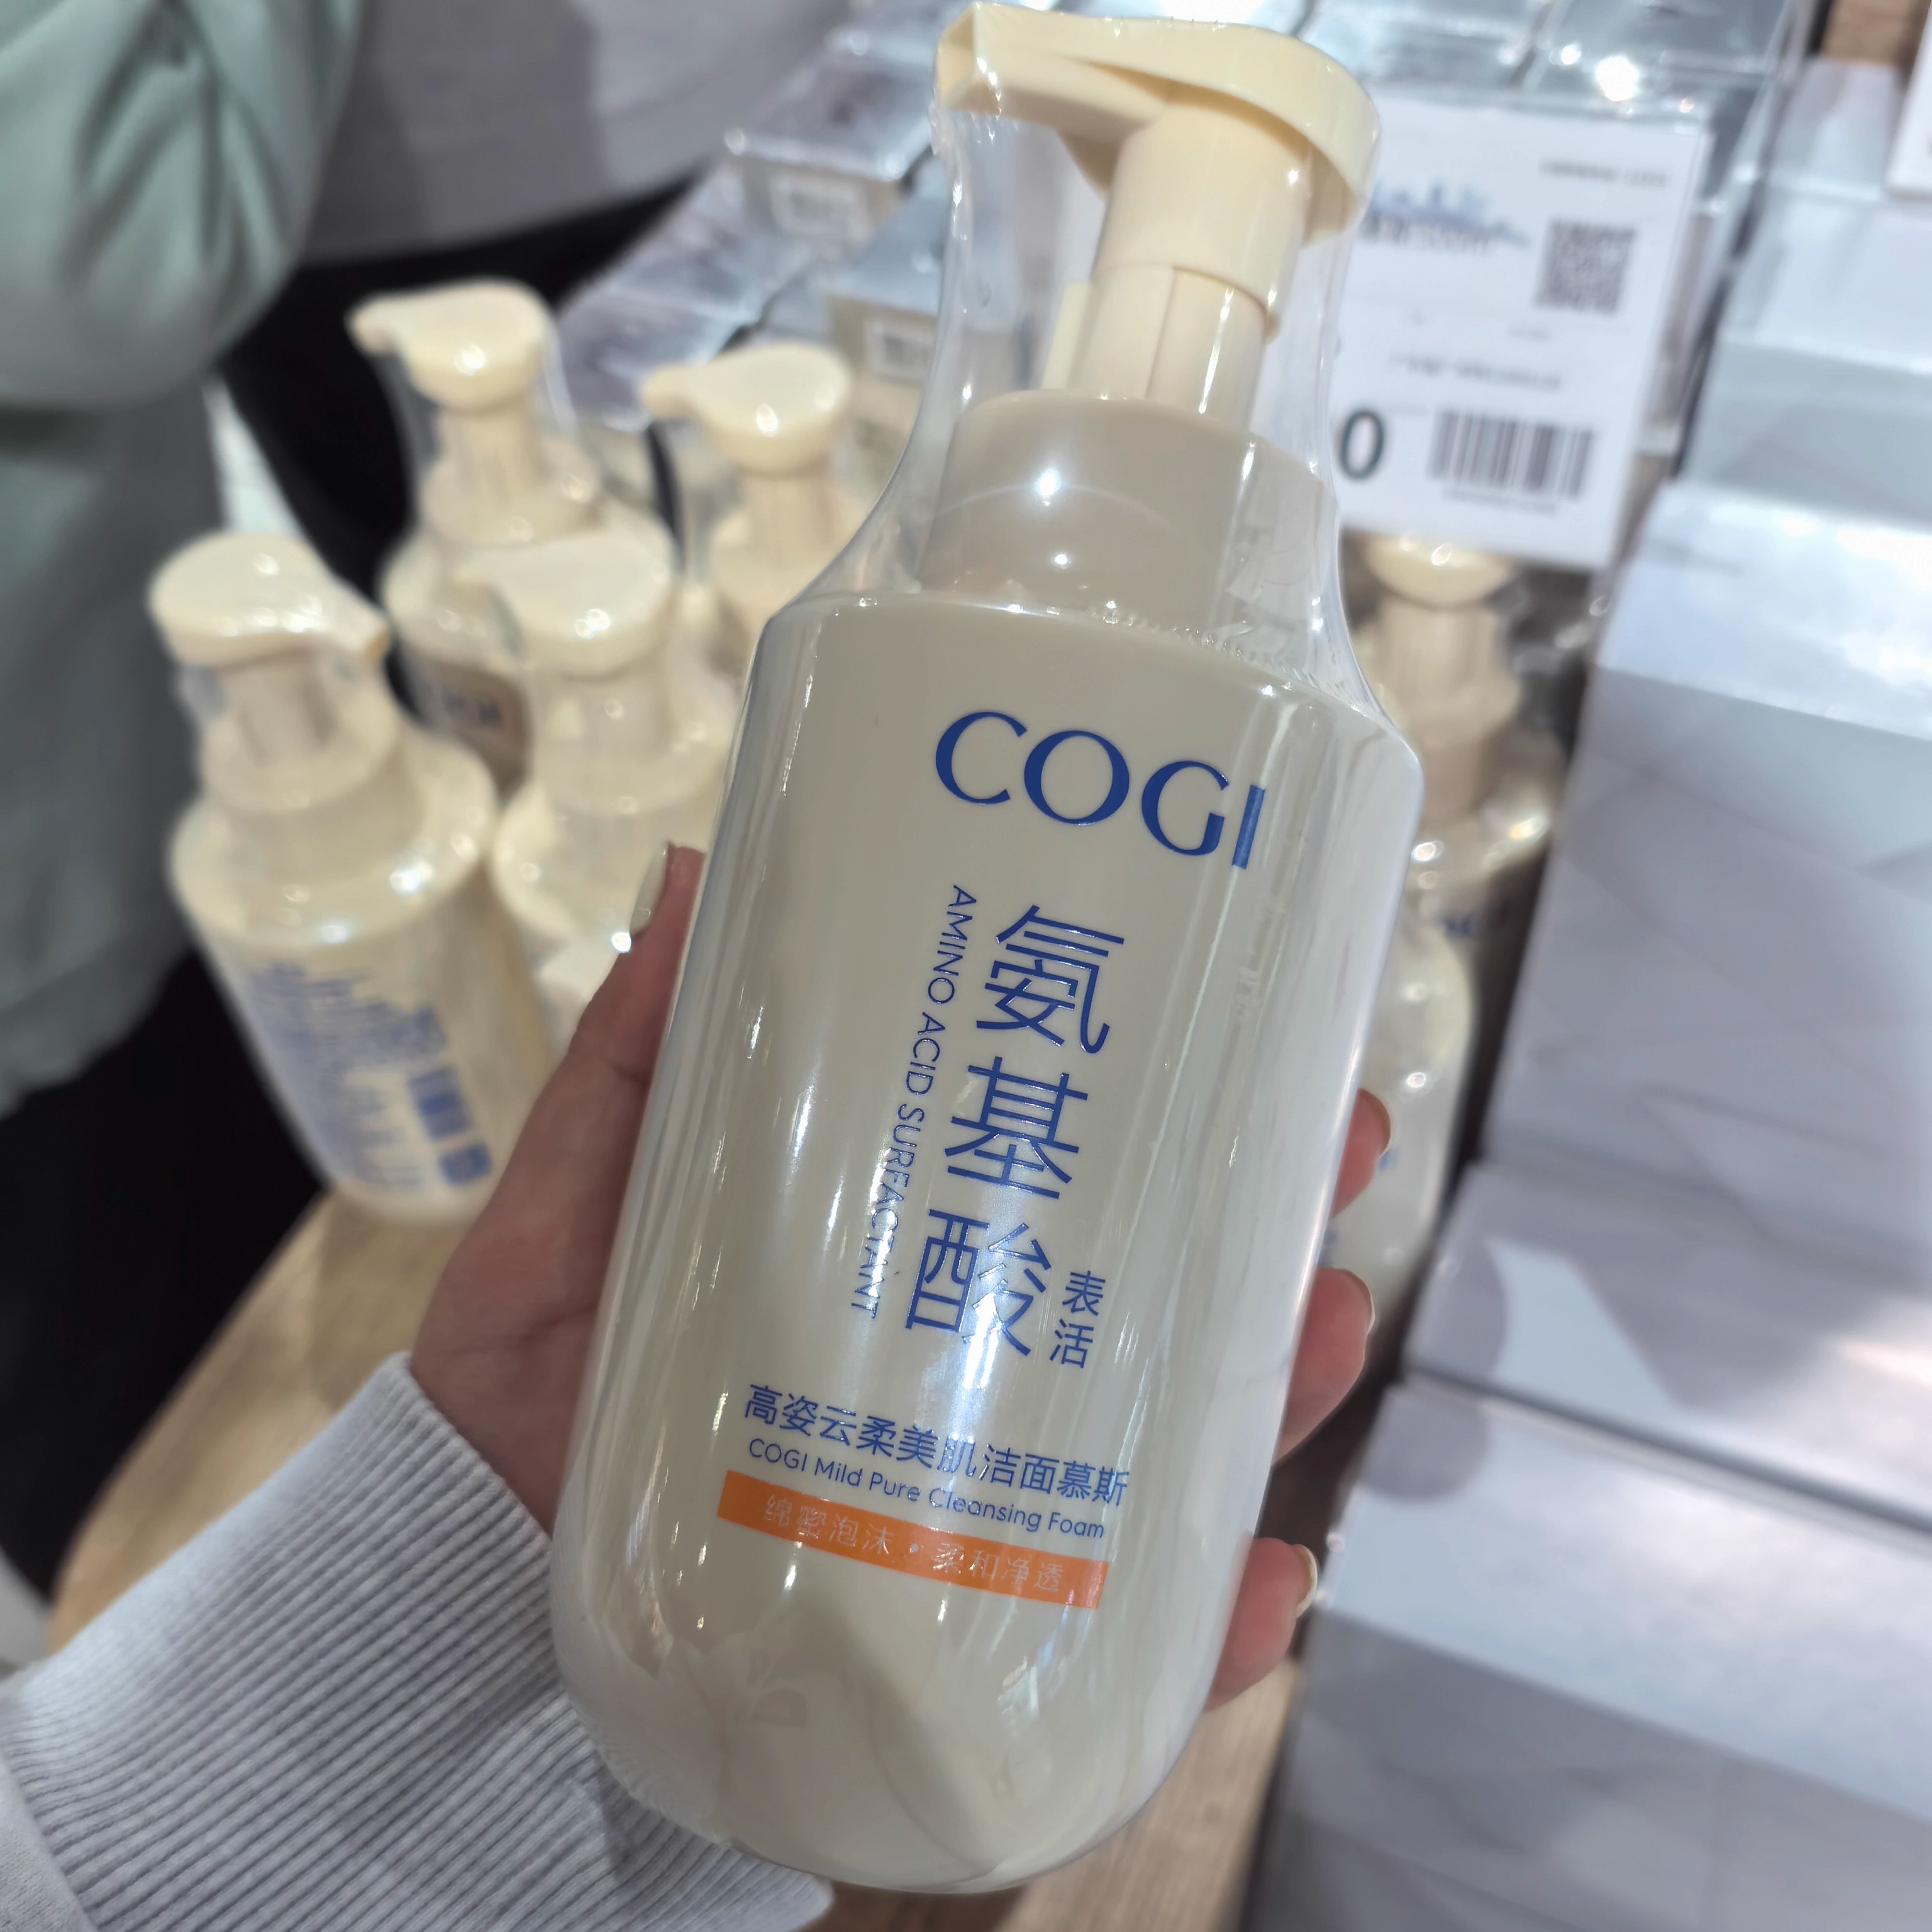 COGI
氨基酸
表活
AMINO ACID SURFACTANT
高姿云柔美肌洁面慕斯
COGI Mild Pure Cleansing Foam
绵密泡沫·柔和净透
0